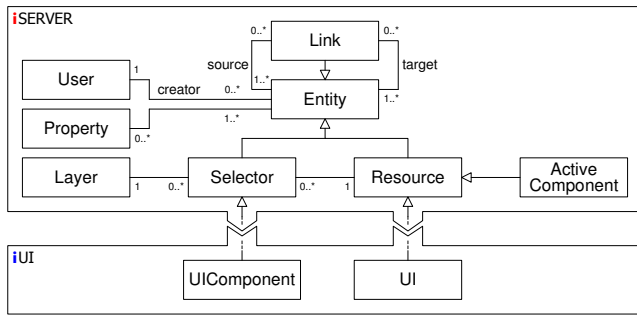 iSERVER
0..*
Link
0..*
source
target
User
1
creator
0..*
1..*
Entity
1..*
Property
0..*
1..*
Layer
1
0..*
Selector
0..*
1
Resource
Active
Component
iUI
UIComponent
UI